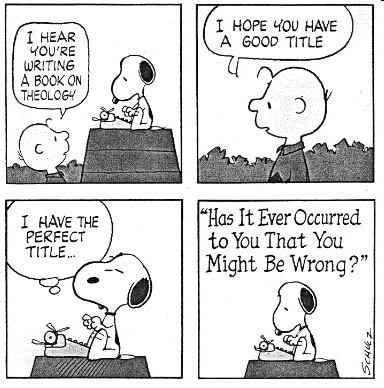 I HEAR
YOU'RE
WRITING
A BOOK ON
THEOLOGY
I HOPE YOU HAVE
A GOOD TITLE
I HAVE THE
PERFECT
TITLE...
"Has It Ever Occurred
to You That You
Might Be Wrong?"
SCHULZ